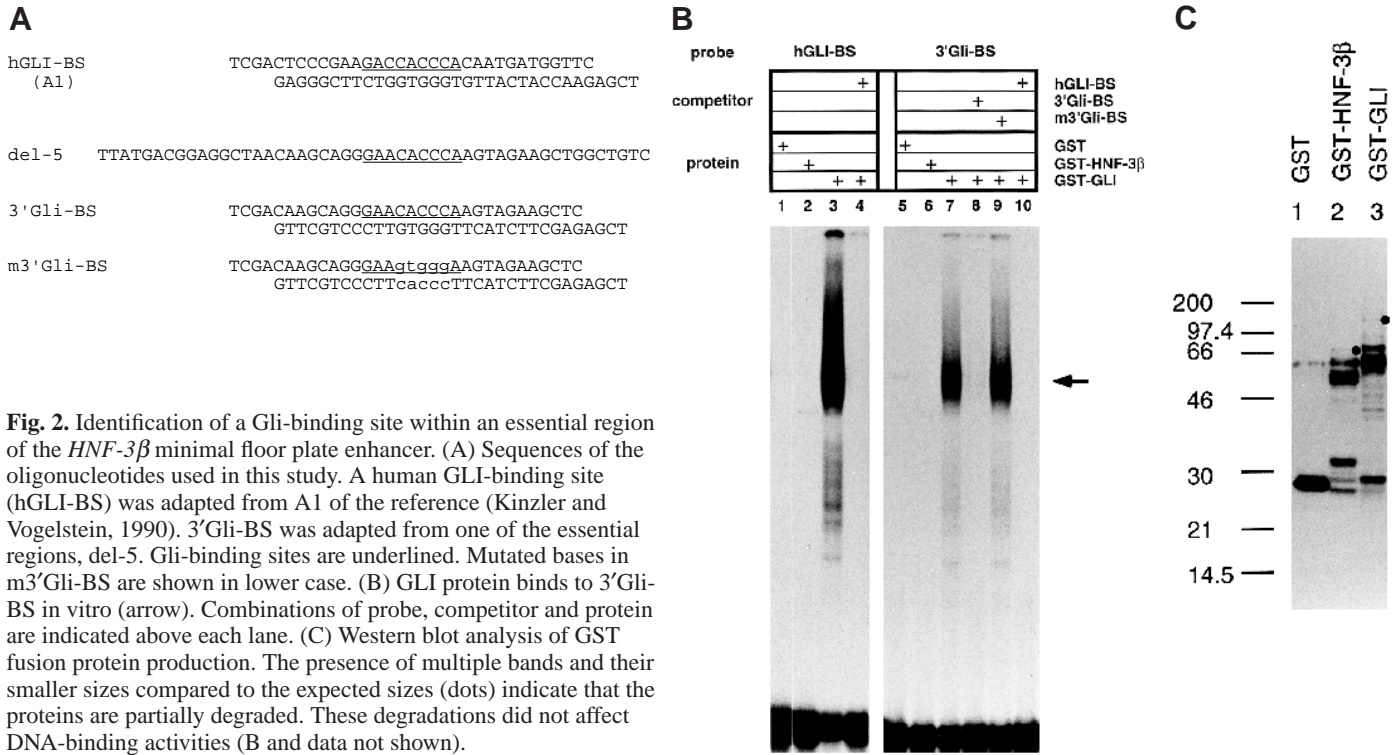 A
hGLI-BS TCGACTCCCGAAGACCACCCACAATGATGGTTC
(A1) GAGGGCTTCTGGTGGGTGTTACTACCAAGAGCT
del-5 TTATGACGGAGGCTAACAAGCAGGGAACACCCAAGTAGAAGCTGGCTGTC
3'Gli-BS TCGACAAGCAGGGAACACCCAAGTAGAAGCTC
GTTCGTCCCTTGTGGGTTCATCTTCGAGAGCT
m3'Gli-BS TCGACAAGCAGGGAAgtgggAAGTAGAAGCTC
GTTCGTCCCTTcacccTTCATCTTCGAGAGCT
Fig. 2. Identification of a Gli-binding site within an essential region
of the HNF-3β minimal floor plate enhancer. (A) Sequences of the
oligonucleotides used in this study. A human GLI-binding site
(hGLI-BS) was adapted from A1 of the reference (Kinzler and
Vogelstein, 1990). 3′Gli-BS was adapted from one of the essential
regions, del-5. Gli-binding sites are underlined. Mutated bases in
m3′Gli-BS are shown in lower case. (B) GLI protein binds to 3′Gli-
BS in vitro (arrow). Combinations of probe, competitor and protein
are indicated above each lane. (C) Western blot analysis of GST
fusion protein production. The presence of multiple bands and their
smaller sizes compared to the expected sizes (dots) indicate that the
proteins are partially degraded. These degradations did not affect
DNA-binding activities (B and data not shown).
B
probe hGLI-BS 3'Gli-BS
+ + hGLI-BS
competitor + 3'Gli-BS
+ m3'Gli-BS
+ + GST
protein + + GST-HNF-3β
+ + + + + + GST-GLI
1 2 3 4 5 6 7 8 9 10
C
GST
GST-HNF-3β
GST-GLI
1 2 3
200
97.4
66
46
30
21
14.5